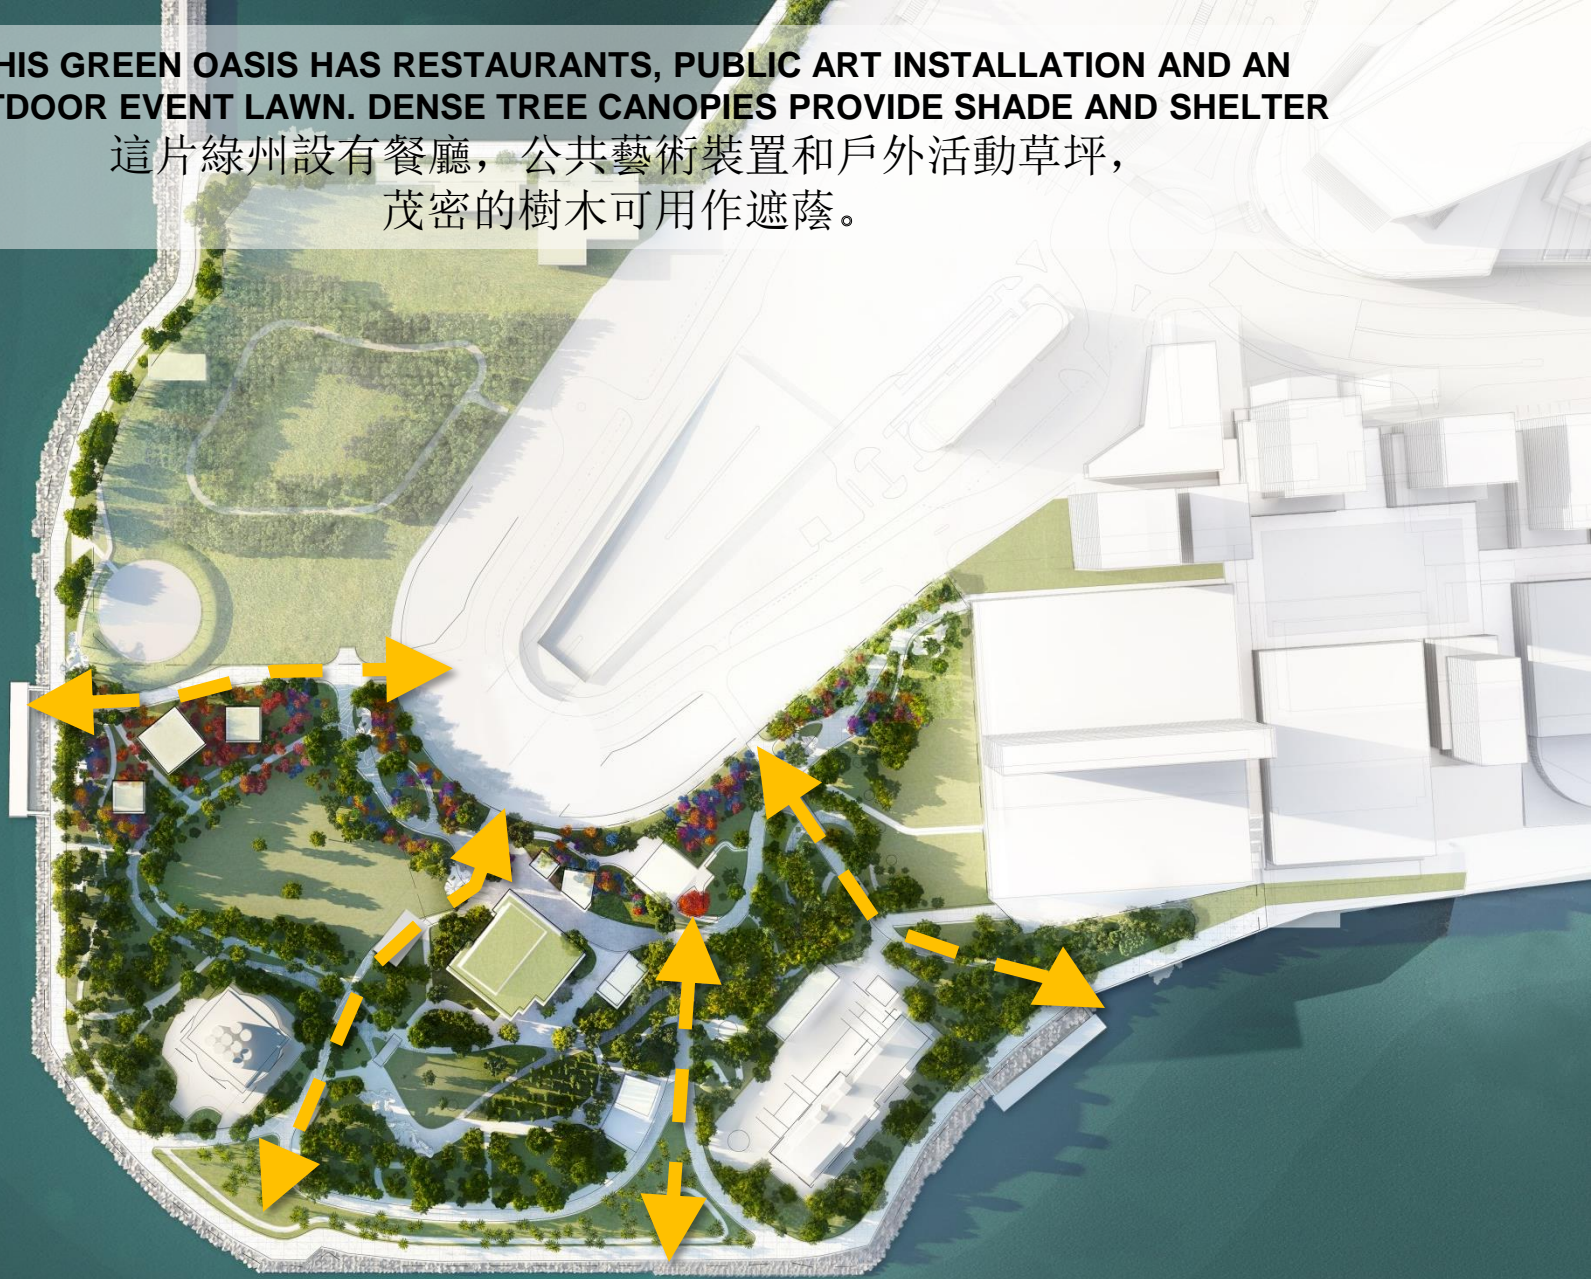 HIS GREEN OASIS HAS RESTAURANTS, PUBLIC ART INSTALLATION AND AN
TDOOR EVENT LAWN. DENSE TREE CANOPIES PROVIDE SHADE AND SHELTER
這片綠州設有餐廳，公共藝術裝置和戶外活動草坪，
茂密的樹木可用作遮蔭。